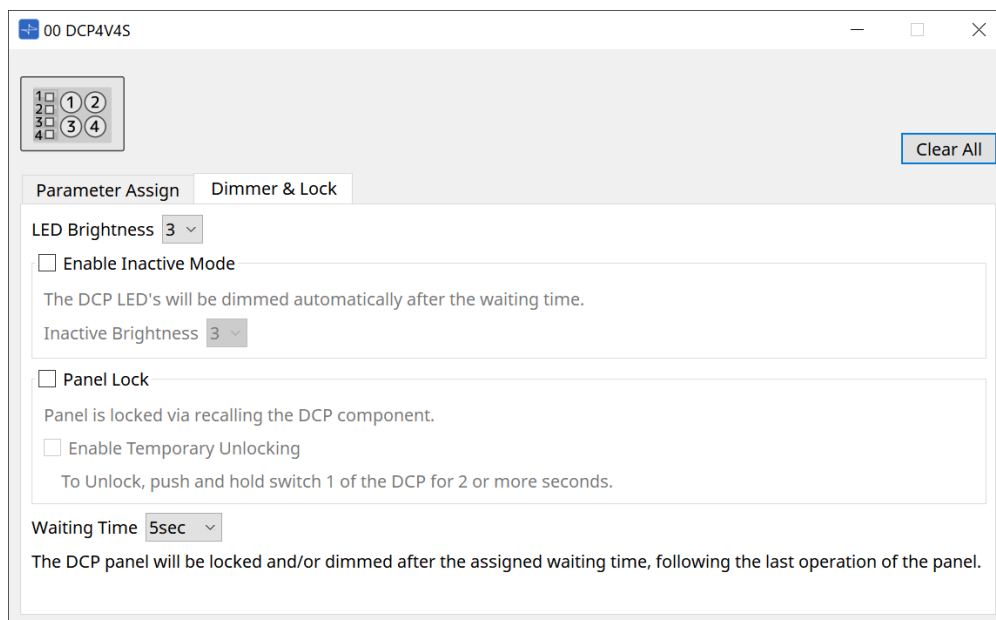 00 DCP4V4S
1 1 2
2
3 3 4
4
Clear All
Parameter Assign Dimmer & Lock
LED Brightness 3
Enable Inactive Mode
The DCP LED's will be dimmed automatically after the waiting time.
Inactive Brightness 3
Panel Lock
Panel is locked via recalling the DCP component.
Enable Temporary Unlocking
To Unlock, push and hold switch 1 of the DCP for 2 or more seconds.
Waiting Time 5sec
The DCP panel will be locked and/or dimmed after the assigned waiting time, following the last operation of the panel.